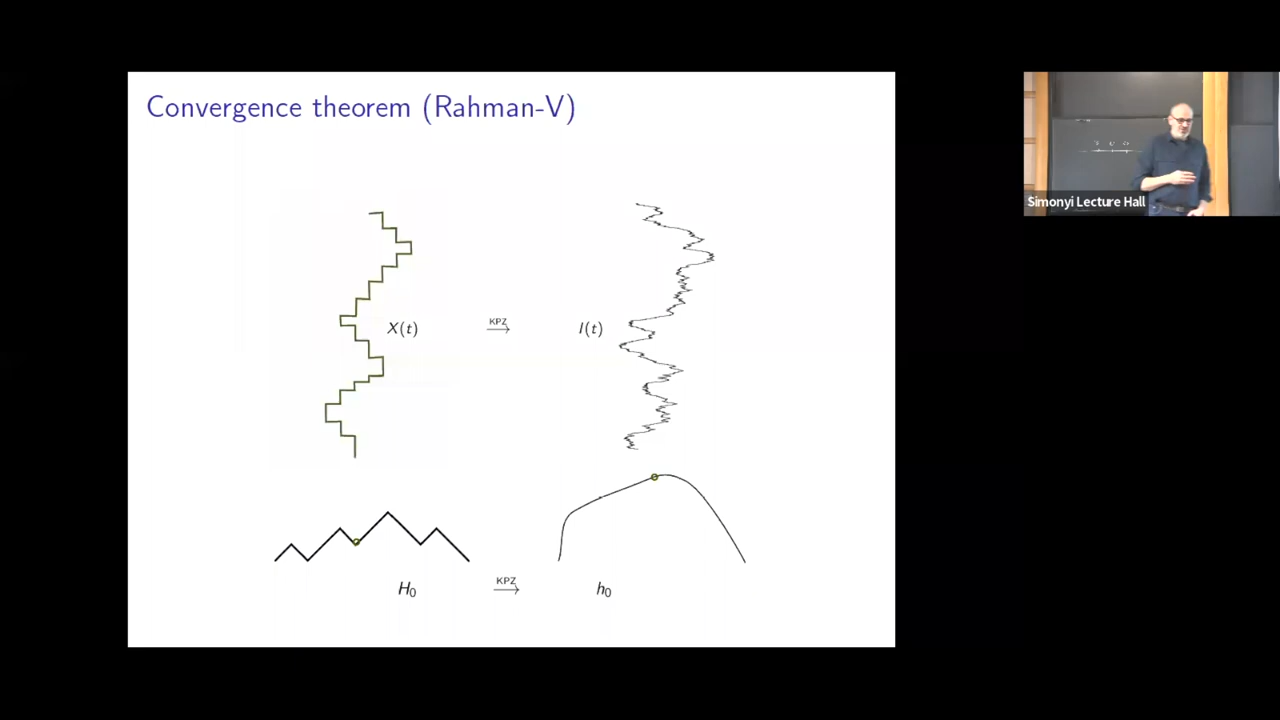 Convergence theorem (Rahman-V)
X(t) KPZ → I(t)
H₀ KPZ → h₀
Simonyi Lecture Hall